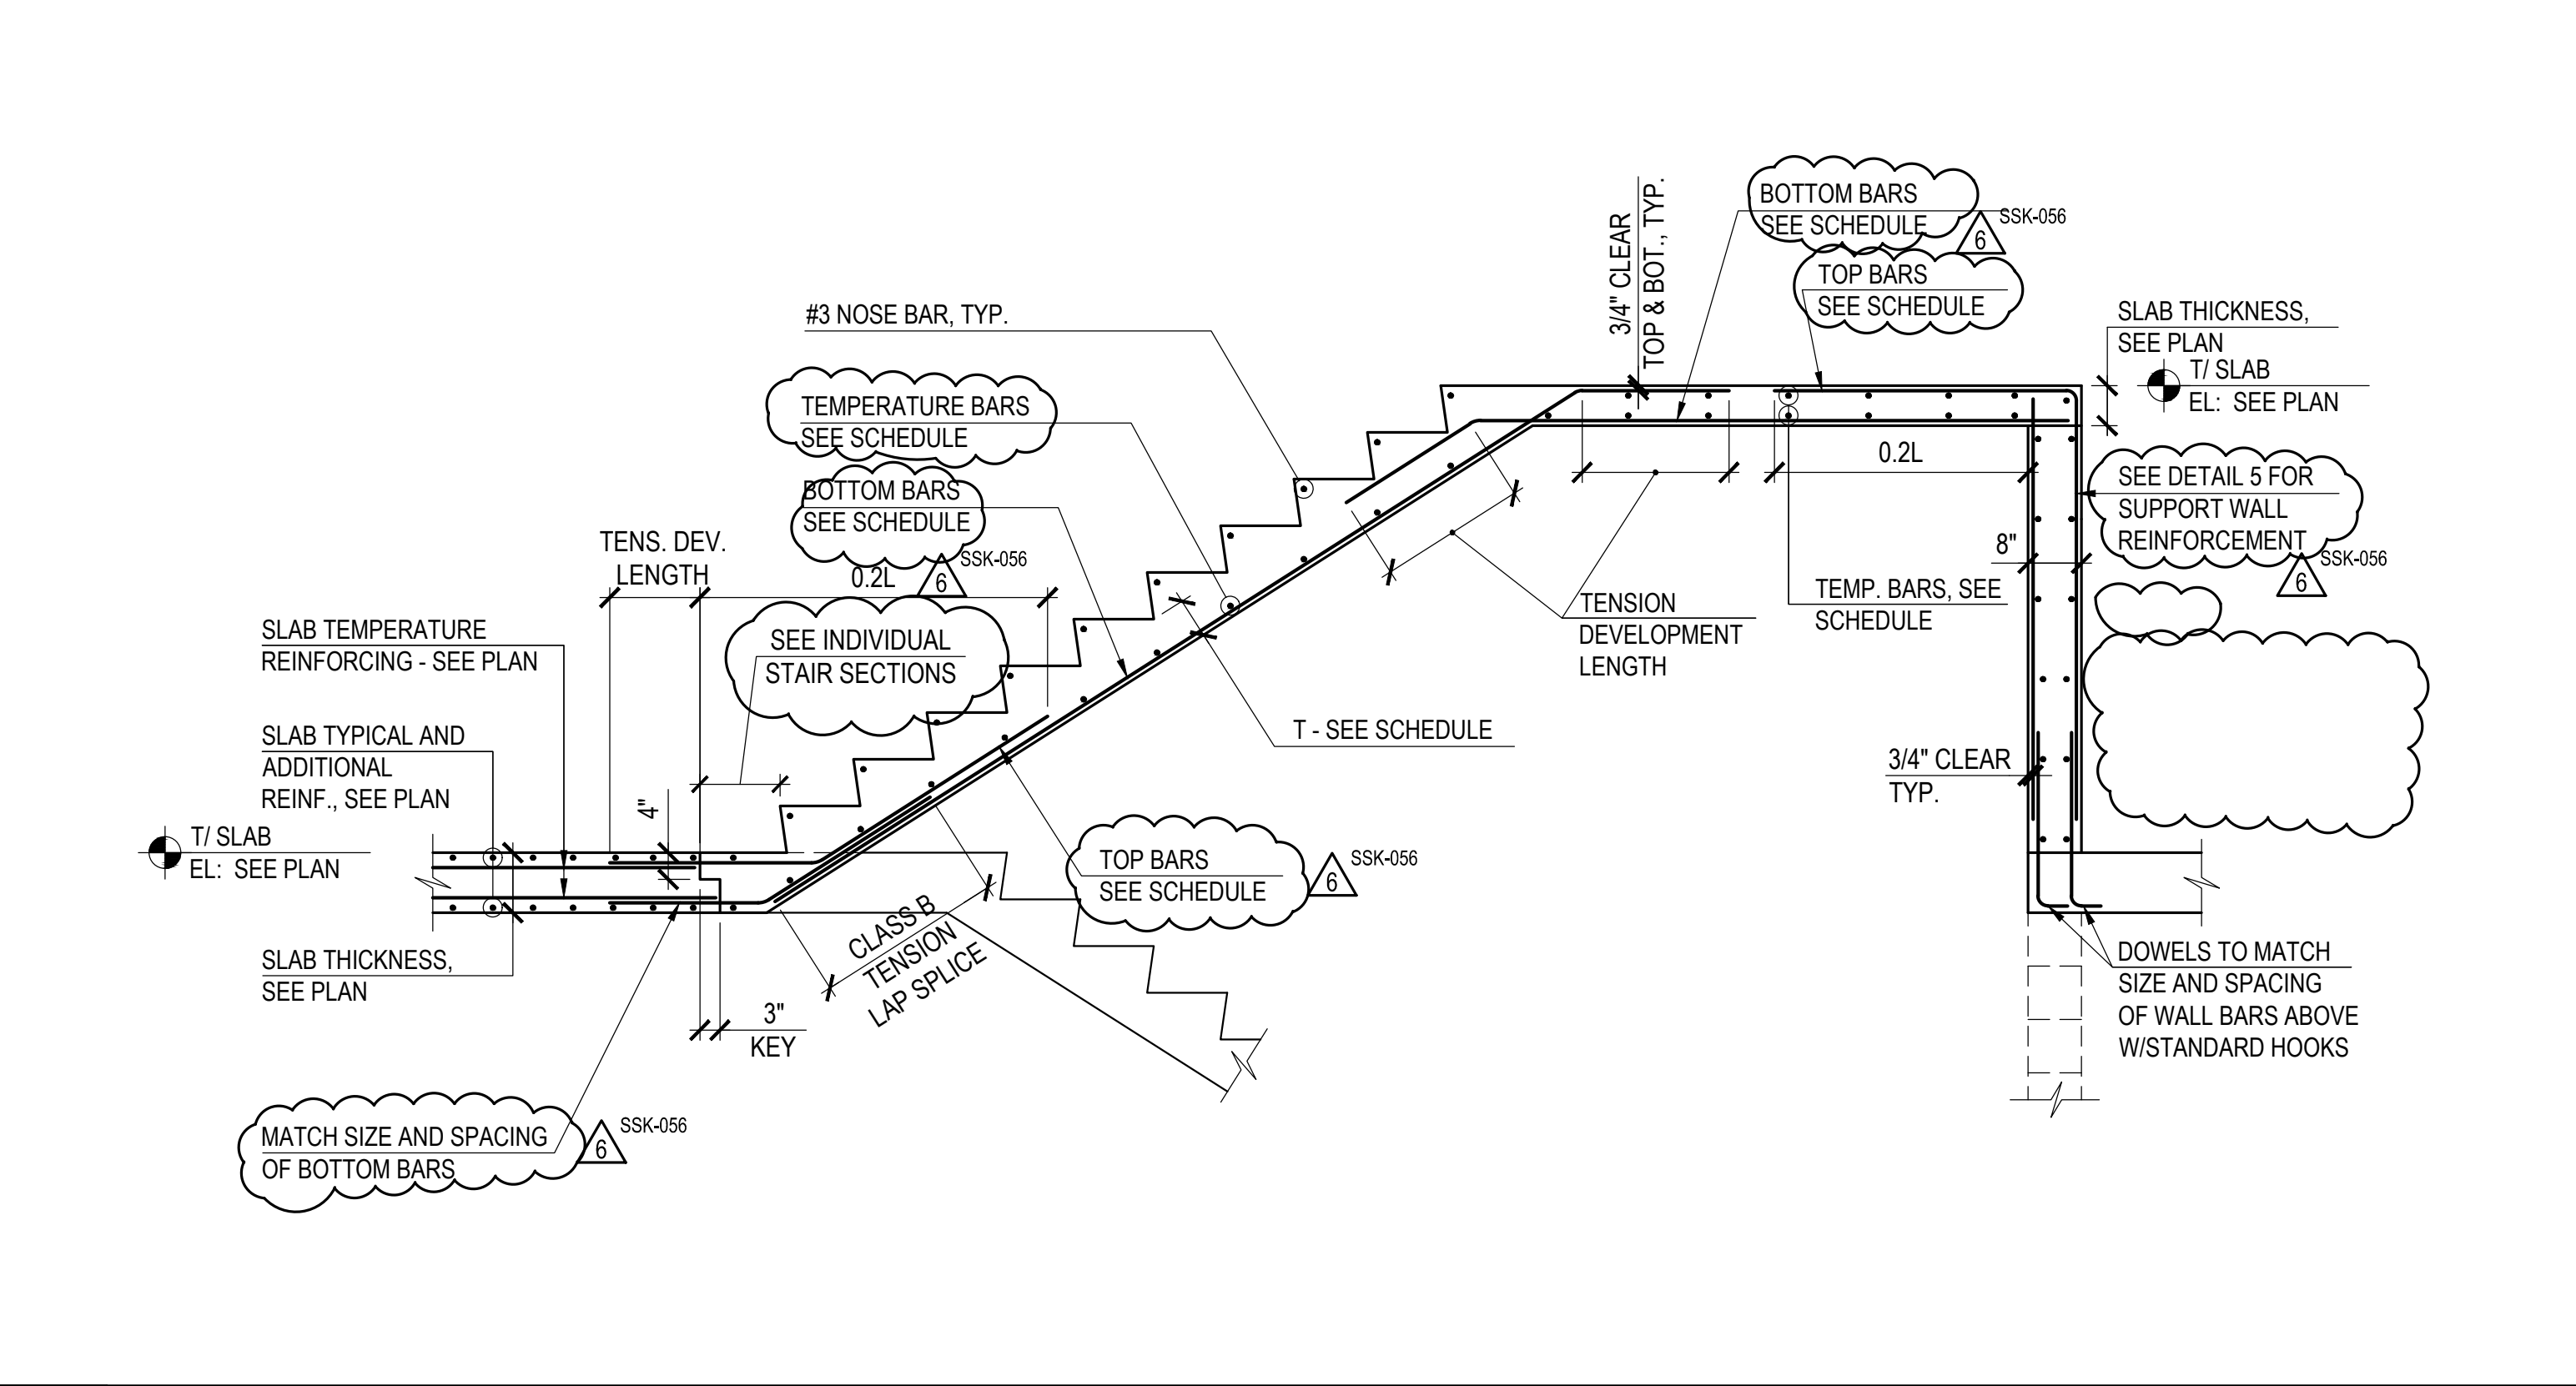 BOTTOM BARS
SEE SCHEDULE
6
SSK-056
TOP BARS
SEE SCHEDULE
3/4" CLEAR
TOP & BOT., TYP.
#3 NOSE BAR, TYP.
SLAB THICKNESS,
SEE PLAN
T/ SLAB
EL: SEE PLAN
TEMPERATURE BARS
SEE SCHEDULE
BOTTOM BARS
SEE SCHEDULE
6
SSK-056
0.2L
SEE DETAIL 5 FOR
SUPPORT WALL
REINFORCEMENT
6
SSK-056
8"
TENS. DEV.
LENGTH
0.2L
TENSION
DEVELOPMENT
LENGTH
TEMP. BARS, SEE
SCHEDULE
SLAB TEMPERATURE
REINFORCING - SEE PLAN
SEE INDIVIDUAL
STAIR SECTIONS
T - SEE SCHEDULE
SLAB TYPICAL AND
ADDITIONAL
REINF., SEE PLAN
4"
3/4" CLEAR
TYP.
T/ SLAB
EL: SEE PLAN
TOP BARS
SEE SCHEDULE
6
SSK-056
CLASS B
TENSION
LAP SPLICE
SLAB THICKNESS,
SEE PLAN
3"
KEY
DOWELS TO MATCH
SIZE AND SPACING
OF WALL BARS ABOVE
W/STANDARD HOOKS
MATCH SIZE AND SPACING
OF BOTTOM BARS
6
SSK-056